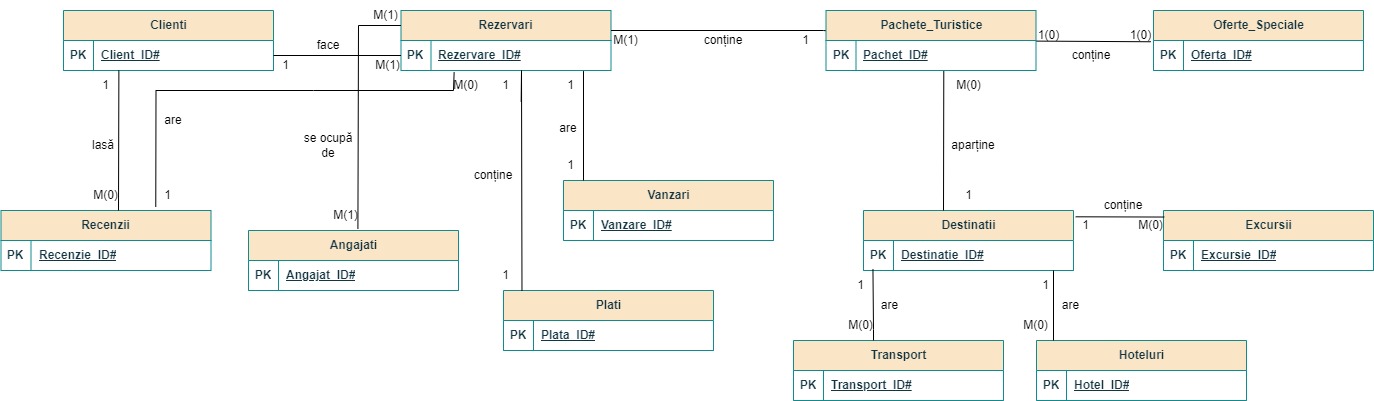 Clienti
PK Client_ID#
face
1
M(1)
M(1)
Rezervari
PK Rezervare_ID#
M(1)
conține
1
Pachete_Turistice
PK Pachet_ID#
1(0)
conține
1(0)
Oferte_Speciale
PK Oferta_ID#
1
lasă
M(0)
are
1
M(0)
se ocupă
de
M(1)
1
conține
1
1
are
1
M(0)
aparține
1
Recenzii
PK Recenzie_ID#
Angajati
PK Angajat_ID#
Vanzari
PK Vanzare_ID#
Plati
PK Plata_ID#
Destinatii
PK Destinatie_ID#
conține
1
M(0)
Excursii
PK Excursie_ID#
1
are
M(0)
1
are
M(0)
Transport
PK Transport_ID#
Hoteluri
PK Hotel_ID#